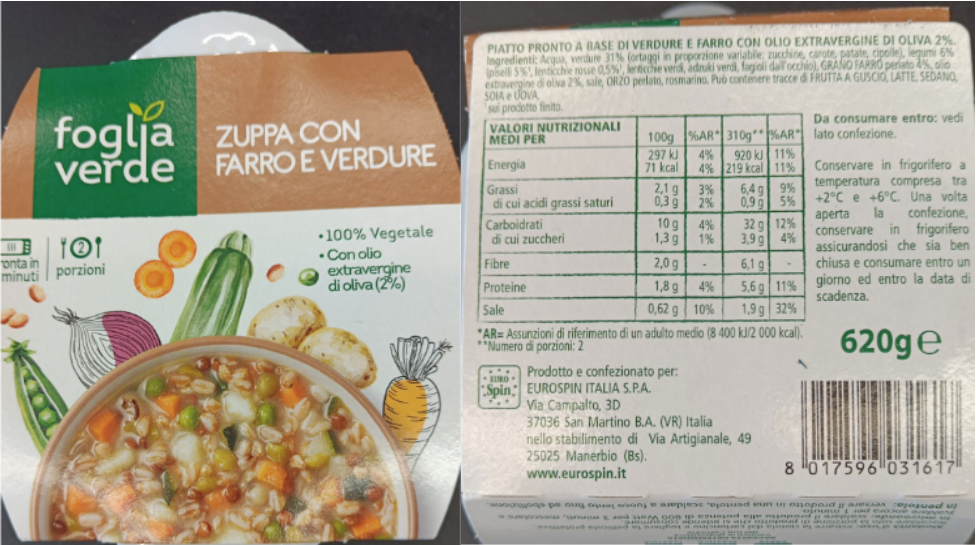 foglia
verde
ZUPPA CON
FARRO E VERDURE
•100% Vegetale
•Con olio
extravergine
di oliva (2%)
ronta in
minuti
2
porzioni
PIATTO PRONTO A BASE DI VERDURE E FARRO CON OLIO EXTRAVERGINE DI OLIVA 2%.
Ingredienti: Acqua, verdure 31% (ortaggi in proporzione variabile: zucchine, carote, patate, cipolle), legumi 6%
(piselli 5%*, lenticchie rosse 0,5%*, lenticchie verdi, adzuki verdi, fagioli dall'occhio), GRANO FARRO perlato 4%, olio
extravergine di oliva 2%, sale, ORZO perlato, rosmarino. Può contenere tracce di FRUTTA A GUSCIO, LATTE, SEDANO,
SOIA e UOVA.
*sul prodotto finito.
VALORI NUTRIZIONALI
MEDI PER 100g %AR* 310g** %AR*
Energia 297 kJ 4% 920 kJ 11%
71 kcal 4% 219 kcal 11%
Grassi 2,1 g 3% 6,4 g 9%
di cui acidi grassi saturi 0,3 g 2% 0,9 g 5%
Carboidrati 10 g 4% 32 g 12%
di cui zuccheri 1,3 g 1% 3,9 g 4%
Fibre 2,0 g - 6,1 g -
Proteine 1,8 g 4% 5,6 g 11%
Sale 0,62 g 10% 1,9 g 32%
*AR= Assunzioni di riferimento di un adulto medio (8 400 kJ/2 000 kcal).
**Numero di porzioni: 2
Da consumare entro: vedi
lato confezione.
Conservare in frigorifero a
temperatura compresa tra
+2°C e +6°C. Una volta
aperta la confezione,
conservare in frigorifero
assicurandosi che sia ben
chiusa e consumare entro un
giorno ed entro la data di
scadenza.
620g e
EURO
Spin
Prodotto e confezionato per:
EUROSPIN ITALIA S.P.A.
Via Campalto, 3D
37036 San Martino B.A. (VR) Italia
nello stabilimento di Via Artigianale, 49
25025 Manerbio (Bs).
www.eurospin.it
8 017596 031617